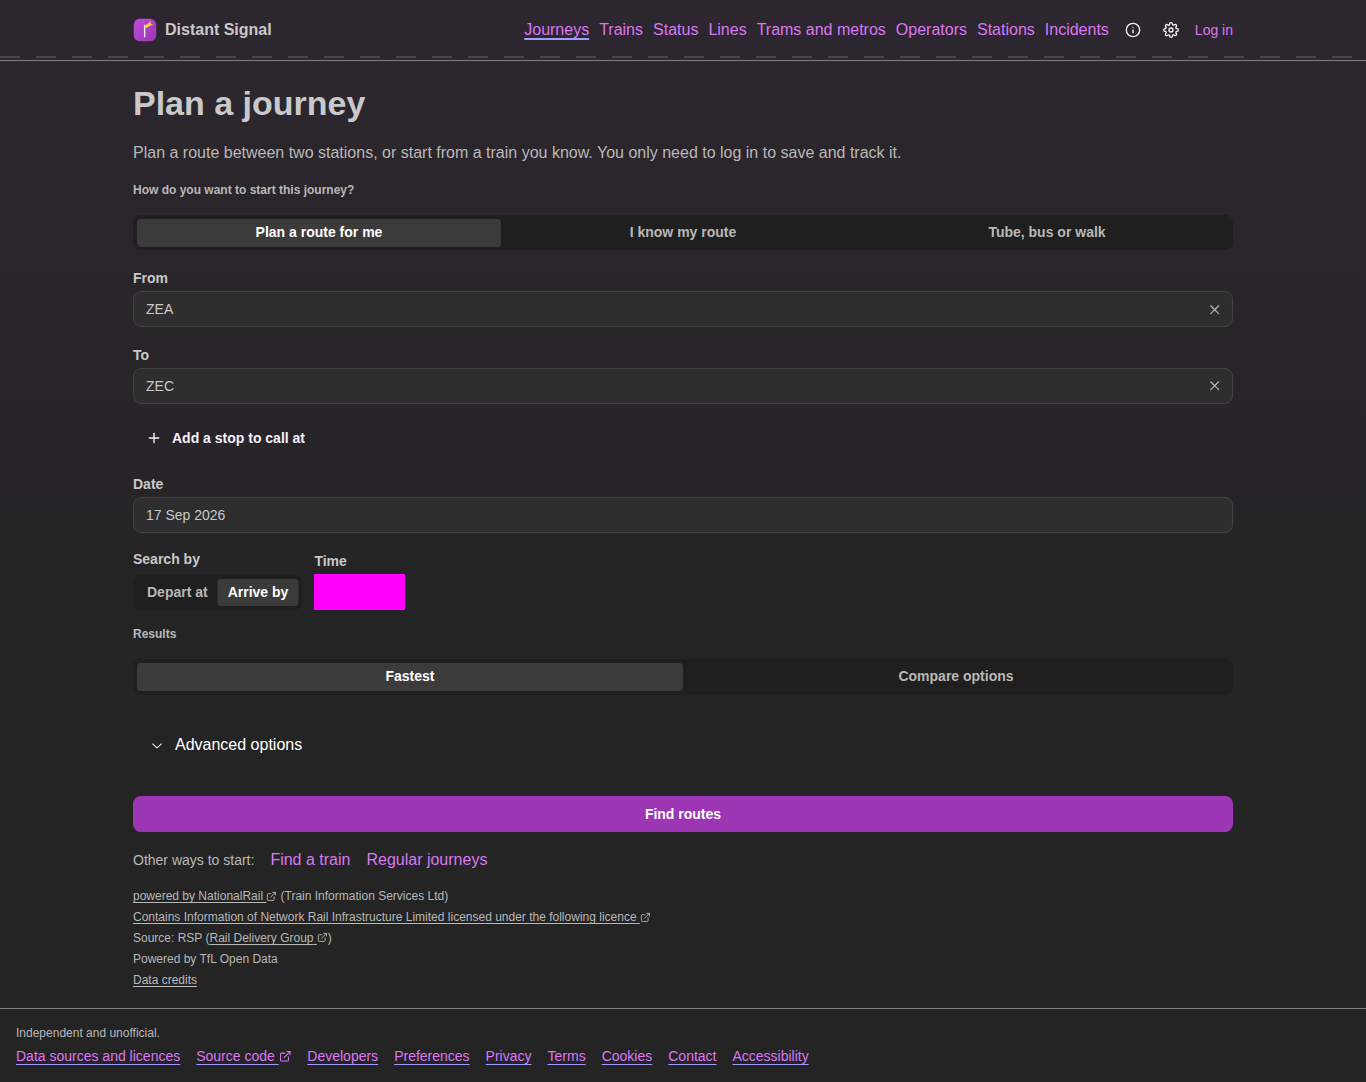 Distant Signal
Journeys Trains Status Lines Trams and metros Operators Stations Incidents Log in
Plan a journey
Plan a route between two stations, or start from a train you know. You only need to log in to save and track it.
How do you want to start this journey?
Plan a route for me I know my route Tube, bus or walk
From
ZEA
To
ZEC
Add a stop to call at
Date
17 Sep 2026
Search by Time
Depart at Arrive by
Results
Fastest Compare options
Advanced options
Find routes
Other ways to start: Find a train Regular journeys
powered by NationalRail (Train Information Services Ltd)
Contains Information of Network Rail Infrastructure Limited licensed under the following licence
Source: RSP (Rail Delivery Group )
Powered by TfL Open Data
Data credits
Independent and unofficial.
Data sources and licences Source code Developers Preferences Privacy Terms Cookies Contact Accessibility